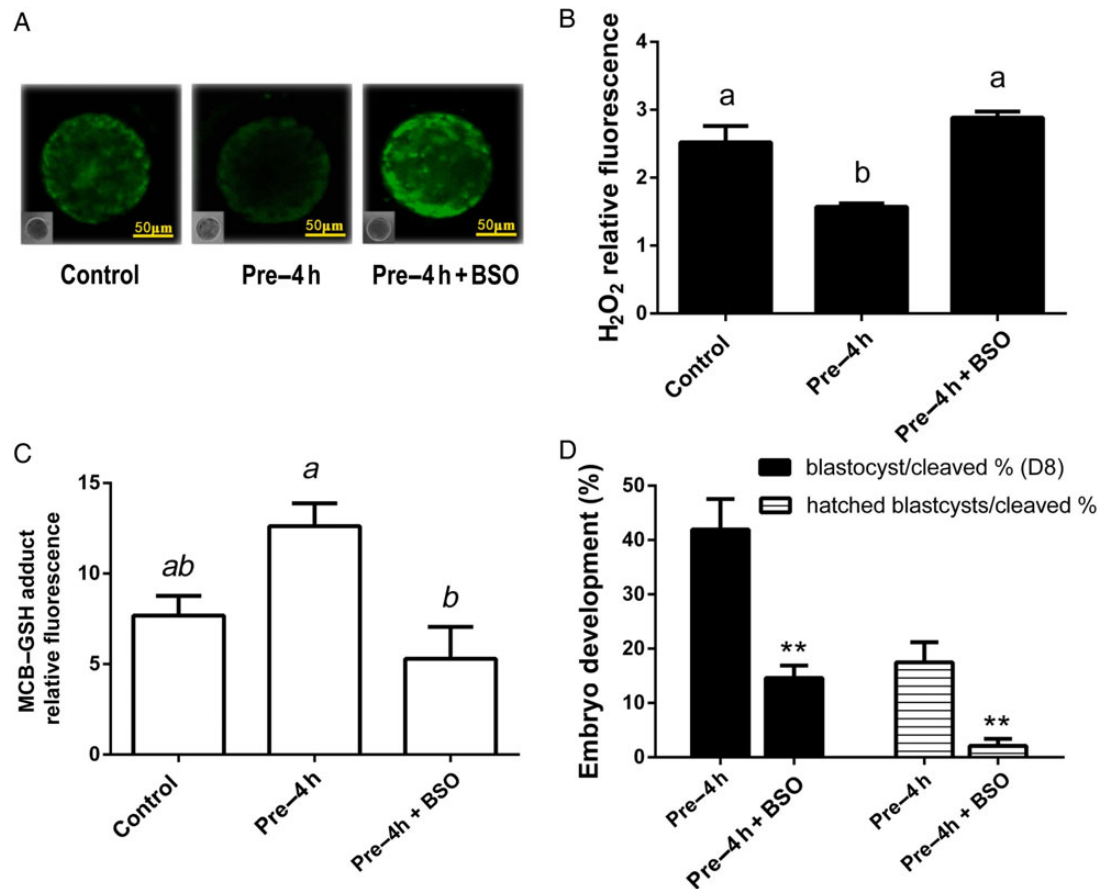 A
50μm
50μm
50μm
Control
Pre–4 h
Pre–4 h + BSO
B
H₂O₂ relative fluorescence
4
3
2
1
0
a
b
a
Control
Pre–4 h
Pre–4 h + BSO
C
MCB–GSH adduct
relative fluorescence
15
10
5
0
ab
a
b
Control
Pre–4 h
Pre–4h + BSO
D
blastocyst/cleaved % (D8)
hatched blastcysts/cleaved %
Embryo development (%)
50
40
30
20
10
0
**
**
Pre–4 h
Pre–4 h + BSO
Pre–4 h
Pre–4h + BSO